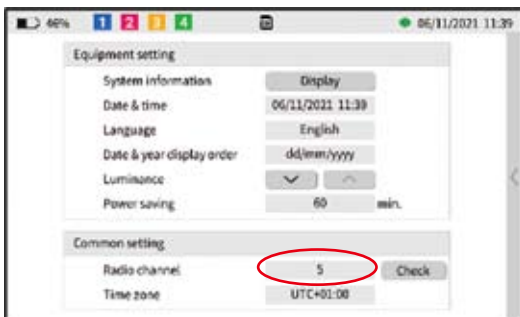 46% 1 2 3 4 06/11/2021 11:39
Equipment setting
System information Display
Date & time 06/11/2021 11:39
Language English
Date & year display order dd/mm/yyyy
Luminance
Power saving 60 min.
Common setting
Radio channel 5 Check
Time zone UTC+01:00